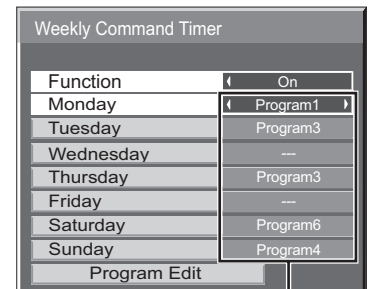 Weekly Command Timer
Function On
Monday Program1
Tuesday Program3
Wednesday ---
Thursday Program3
Friday ---
Saturday Program6
Sunday Program4
Program Edit